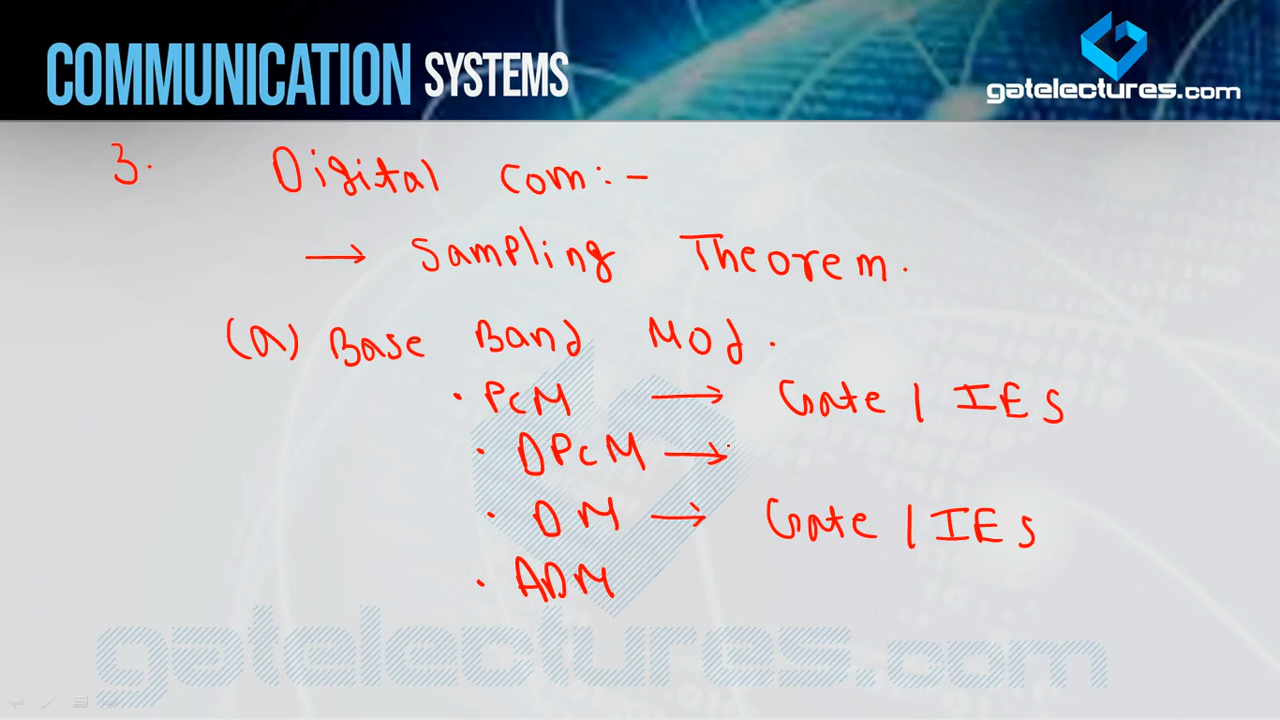 COMMUNICATION SYSTEMS
gatelectures.com
3. Digital com:-
→ Sampling Theorem.
(a) Base Band Mod.
· PCM → Gate | IES
· DPCM →
· DM → Gate | IES
· ADM
gatelectures.com